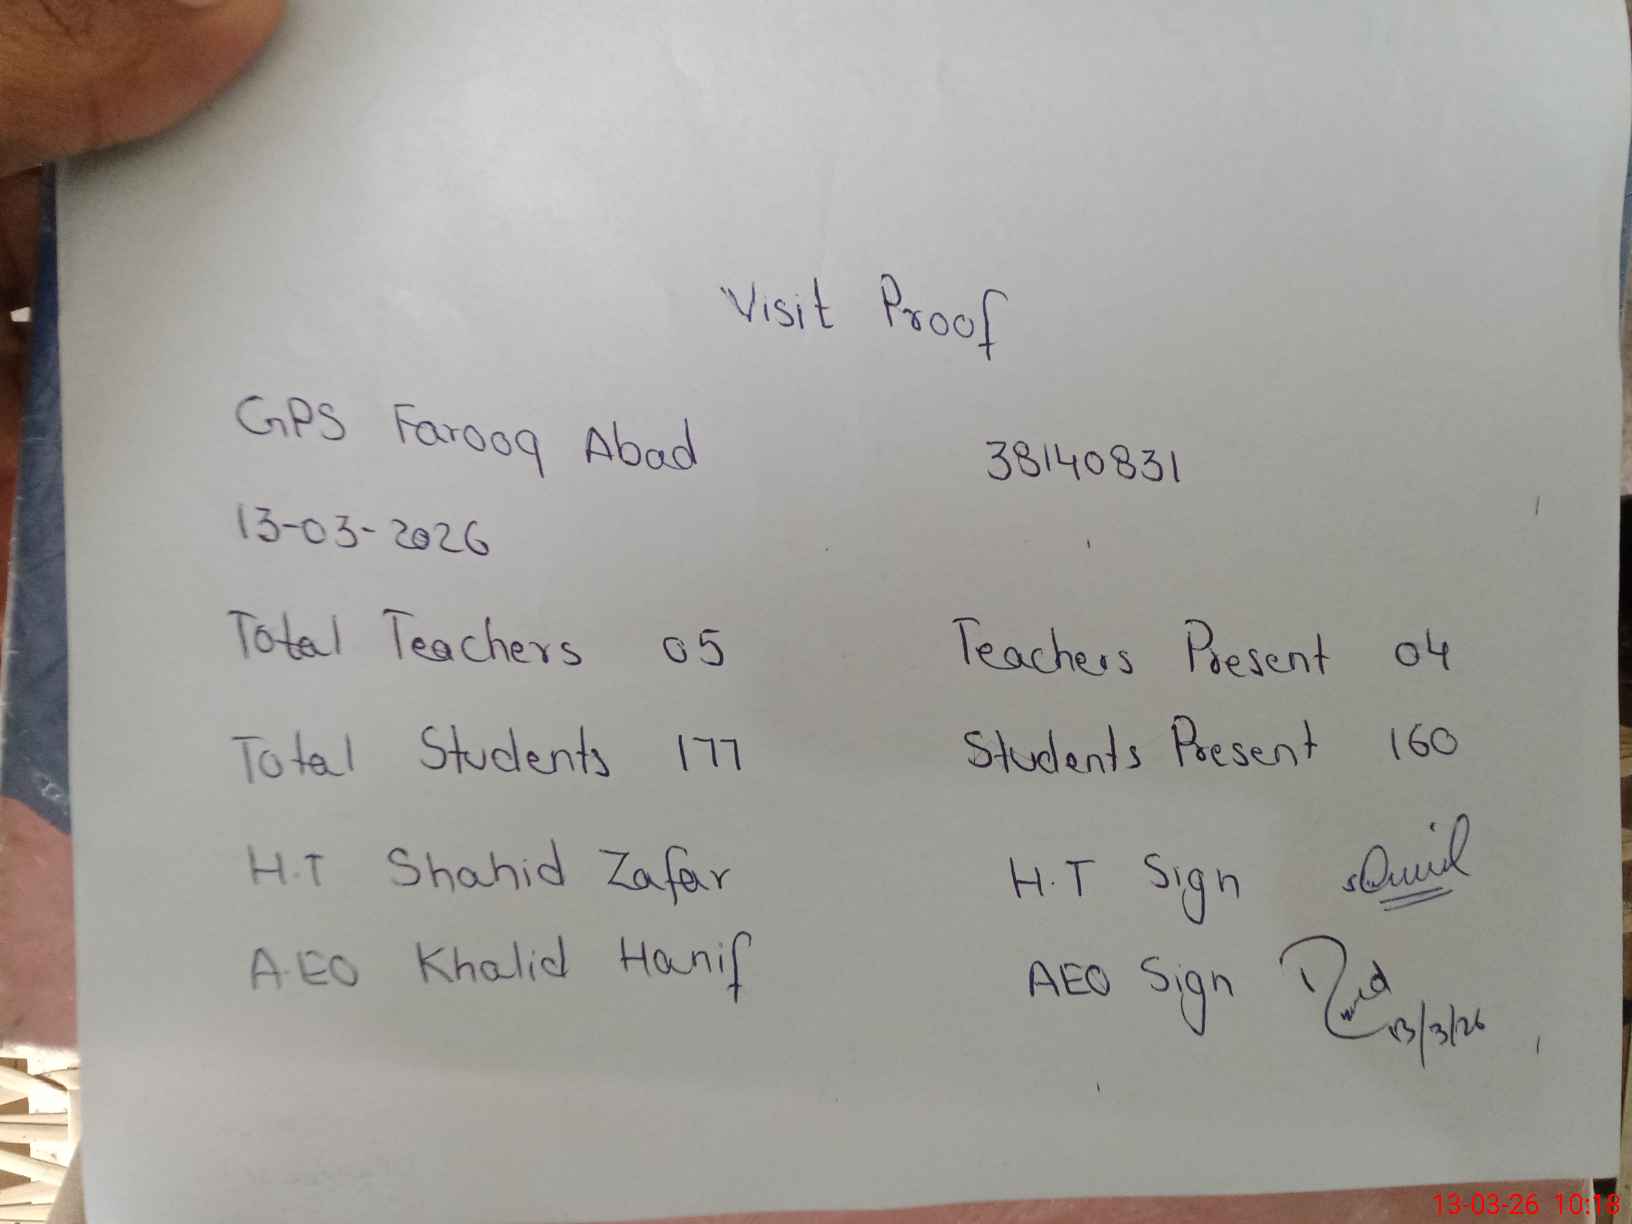 Visit Proof
GPS Farooq Abad 38140831
13-03-2026
Total Teachers 05 Teachers Present 04
Total Students 177 Students Present 160
H.T Shahid Zafar H.T Sign
A.EO Khalid Hanif AEO Sign
13/3/26
13-03-26 10:18